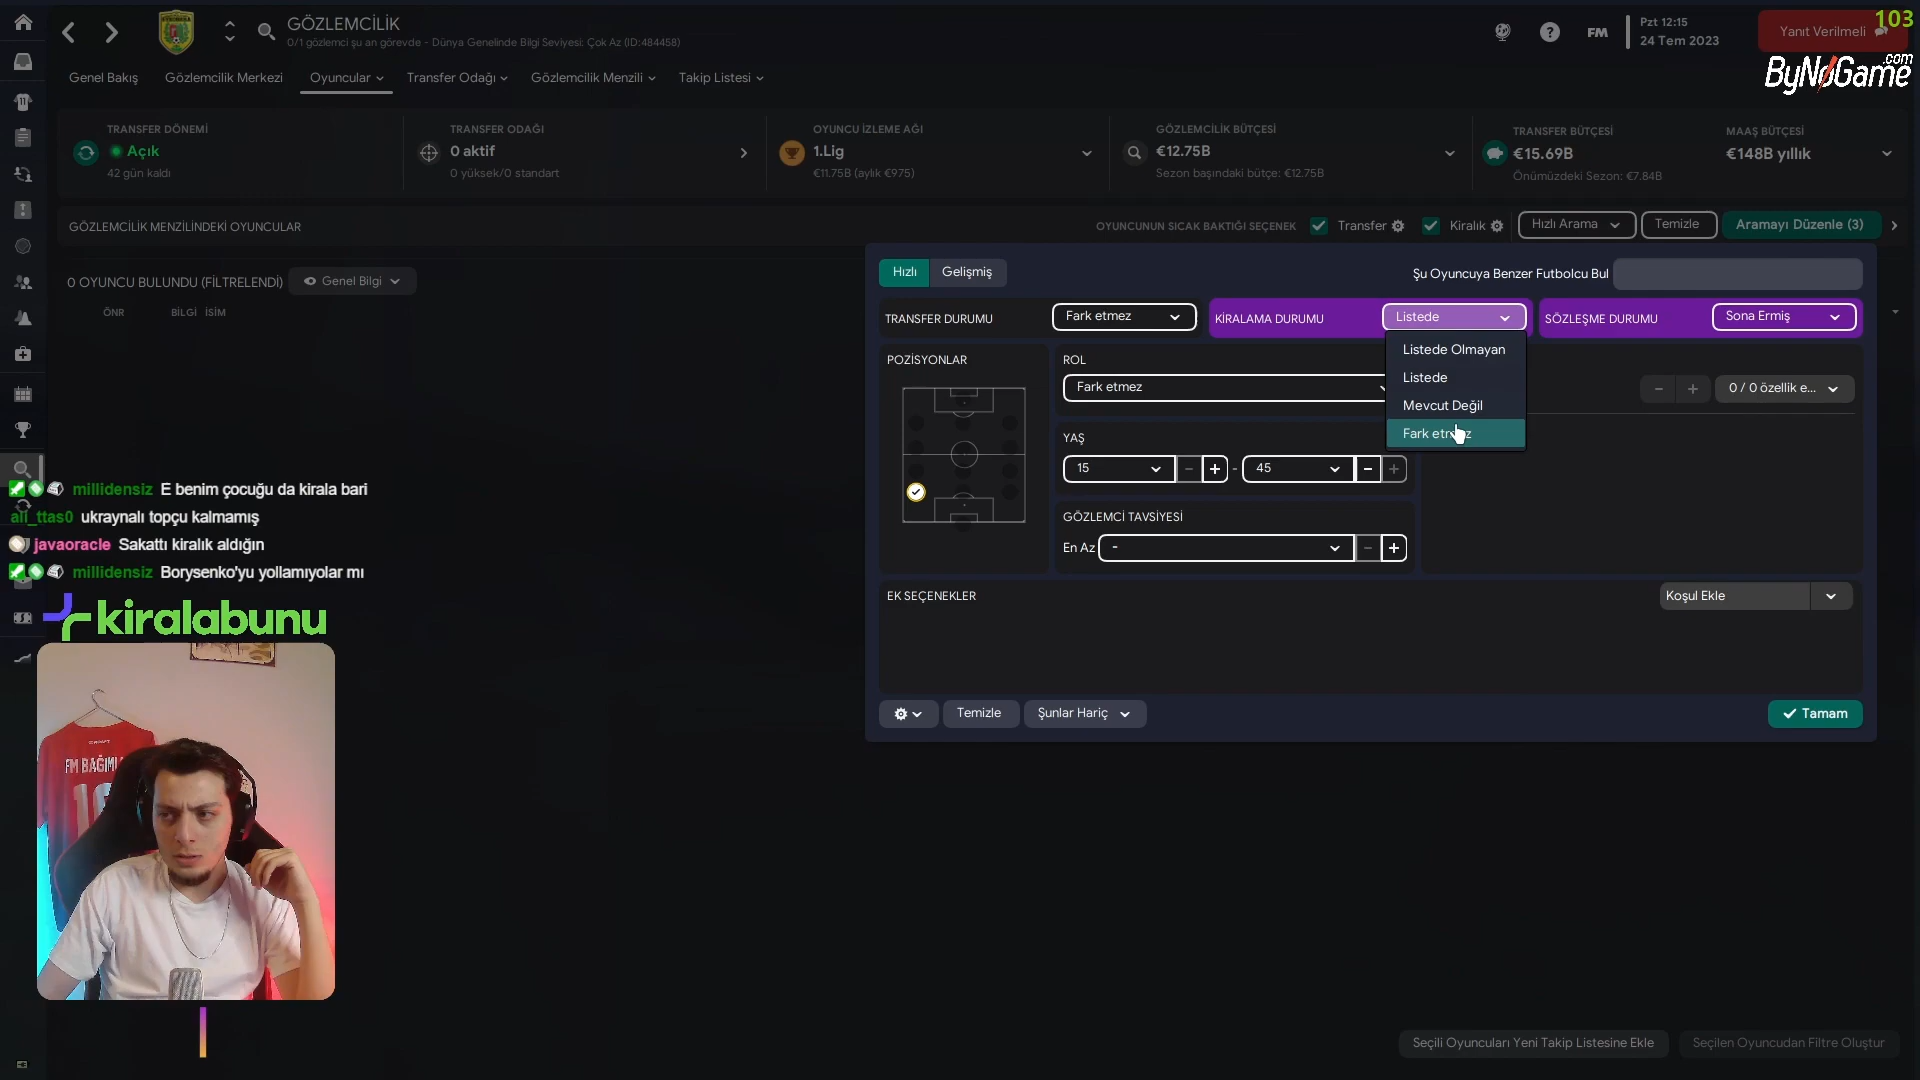 GÖZLEMCİLİK
0/1 gözlemci şu an görevde - Dünya Genelinde Bilgi Seviyesi: Çok Az (ID:484458)
FM
Pzt 12:15
24 Tem 2023
Yanıt Verilmeli
103
ByNoGame.com
Genel Bakış
Gözlemcilik Merkezi
Oyuncular
Transfer Odağı
Gözlemcilik Menzili
Takip Listesi
TRANSFER DÖNEMİ
Açık
42 gün kaldı
TRANSFER ODAĞI
0 aktif
0 yüksek/0 standart
OYUNCU İZLEME AĞI
1.Lig
€11.75B (aylık €975)
GÖZLEMCİLİK BÜTÇESİ
€12.75B
Sezon başındaki bütçe: €12.75B
TRANSFER BÜTÇESİ
€15.69B
Önümüzdeki Sezon: €7.84B
MAAŞ BÜTÇESİ
€148B yıllık
GÖZLEMCİLİK MENZİLİNDEKİ OYUNCULAR
OYUNCUNUN SICAK BAKTIĞI SEÇENEK
Transfer
Kiralık
Hızlı Arama
Temizle
Aramayı Düzenle (3)
0 OYUNCU BULUNDU (FİLTRELENDİ)
Genel Bilgi
ÖNR
BİLGİ
İSİM
Hızlı
Gelişmiş
Şu Oyuncuya Benzer Futbolcu Bul
TRANSFER DURUMU
Fark etmez
KİRALAMA DURUMU
Listede
SÖZLEŞME DURUMU
Sona Ermiş
Listede Olmayan
Listede
Mevcut Değil
Fark etmez
POZİSYONLAR
ROL
Fark etmez
0 / 0 özellik e...
YAŞ
15
-
45
GÖZLEMCİ TAVSİYESİ
En Az
-
EK SEÇENEKLER
Koşul Ekle
Temizle
Şunlar Hariç
Tamam
millidensiz E benim çocuğu da kirala bari
ali_ttas0 ukraynalı topçu kalmamış
javaoracle Sakattı kiralık aldığın
millidensiz Borysenko'yu yollamıyolar mı
kiralabunu
FM BAĞIMLI
Seçili Oyuncuları Yeni Takip Listesine Ekle
Seçilen Oyuncudan Filtre Oluştur